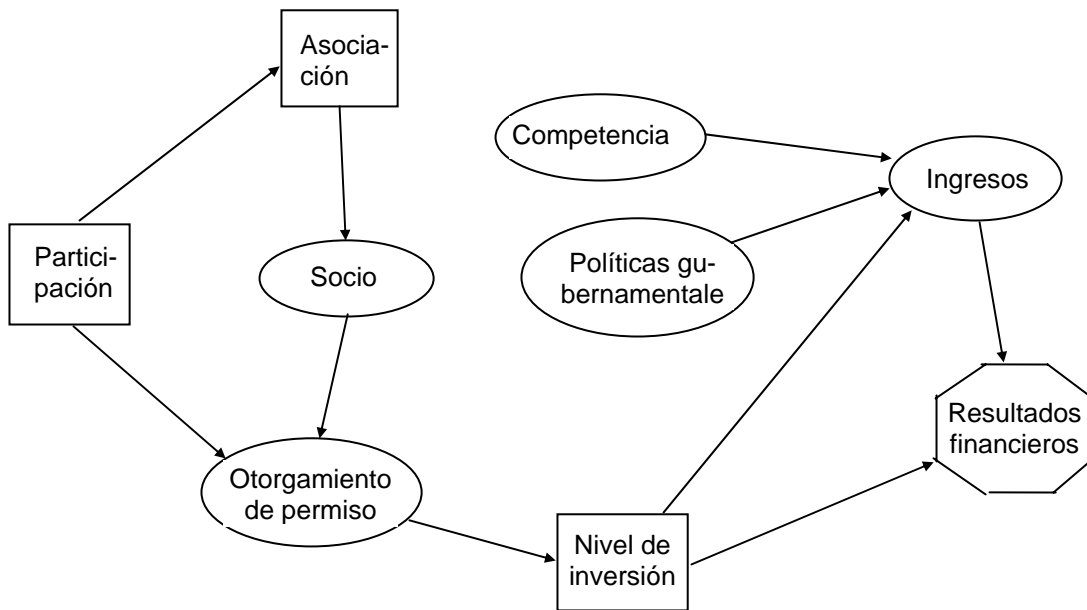 Asocia-
ción
Competencia
Ingresos
Partici-
pación
Socio
Políticas gu-
bernamentale
Resultados
financieros
Otorgamiento
de permiso
Nivel de
inversión